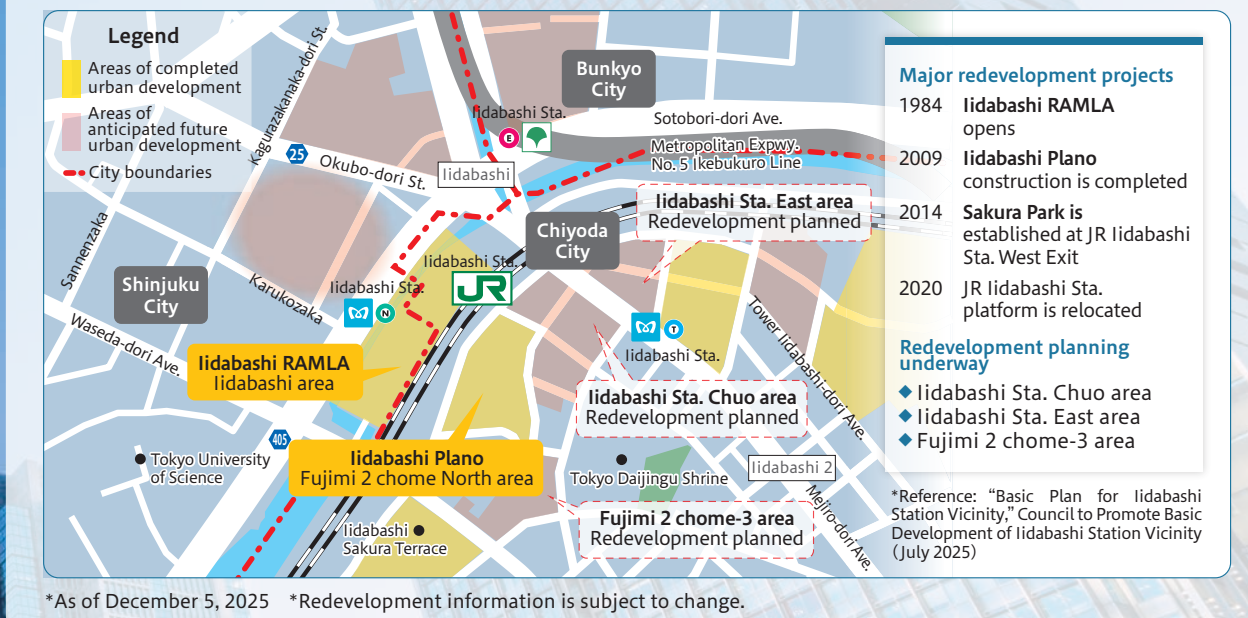 Legend
Areas of completed
urban development
Areas of
anticipated future
urban development
City boundaries
Kagurazakanaka-dori St.
25
Okubo-dori St.
Iidabashi
Iidabashi Sta.
E
Bunkyo
City
Sotobori-dori Ave.
Metropolitan Expwy.
No. 5 Ikebukuro Line
Iidabashi Sta. East area
Redevelopment planned
Chiyoda
City
Iidabashi Sta.
JR
Sannenzaka
Shinjuku
City
Karukozaka
Iidabashi Sta.
N
Waseda-dori Ave.
Iidabashi RAMLA
Iidabashi area
T
Iidabashi Sta.
Tower Iidabashi-dori Ave.
Iidabashi Sta. Chuo area
Redevelopment planned
405
Tokyo University
of Science
Iidabashi Plano
Fujimi 2 chome North area
Tokyo Daijingu Shrine
Iidabashi 2
Mejiro-dori Ave.
Fujimi 2 chome-3 area
Redevelopment planned
Iidabashi
Sakura Terrace
Major redevelopment projects
1984 Iidabashi RAMLA
opens
2009 Iidabashi Plano
construction is completed
2014 Sakura Park is
established at JR Iidabashi
Sta. West Exit
2020 JR Iidabashi Sta.
platform is relocated
Redevelopment planning
underway
◆ Iidabashi Sta. Chuo area
◆ Iidabashi Sta. East area
◆ Fujimi 2 chome-3 area
*Reference: “Basic Plan for Iidabashi
Station Vicinity,” Council to Promote Basic
Development of Iidabashi Station Vicinity
(July 2025)
*As of December 5, 2025 *Redevelopment information is subject to change.